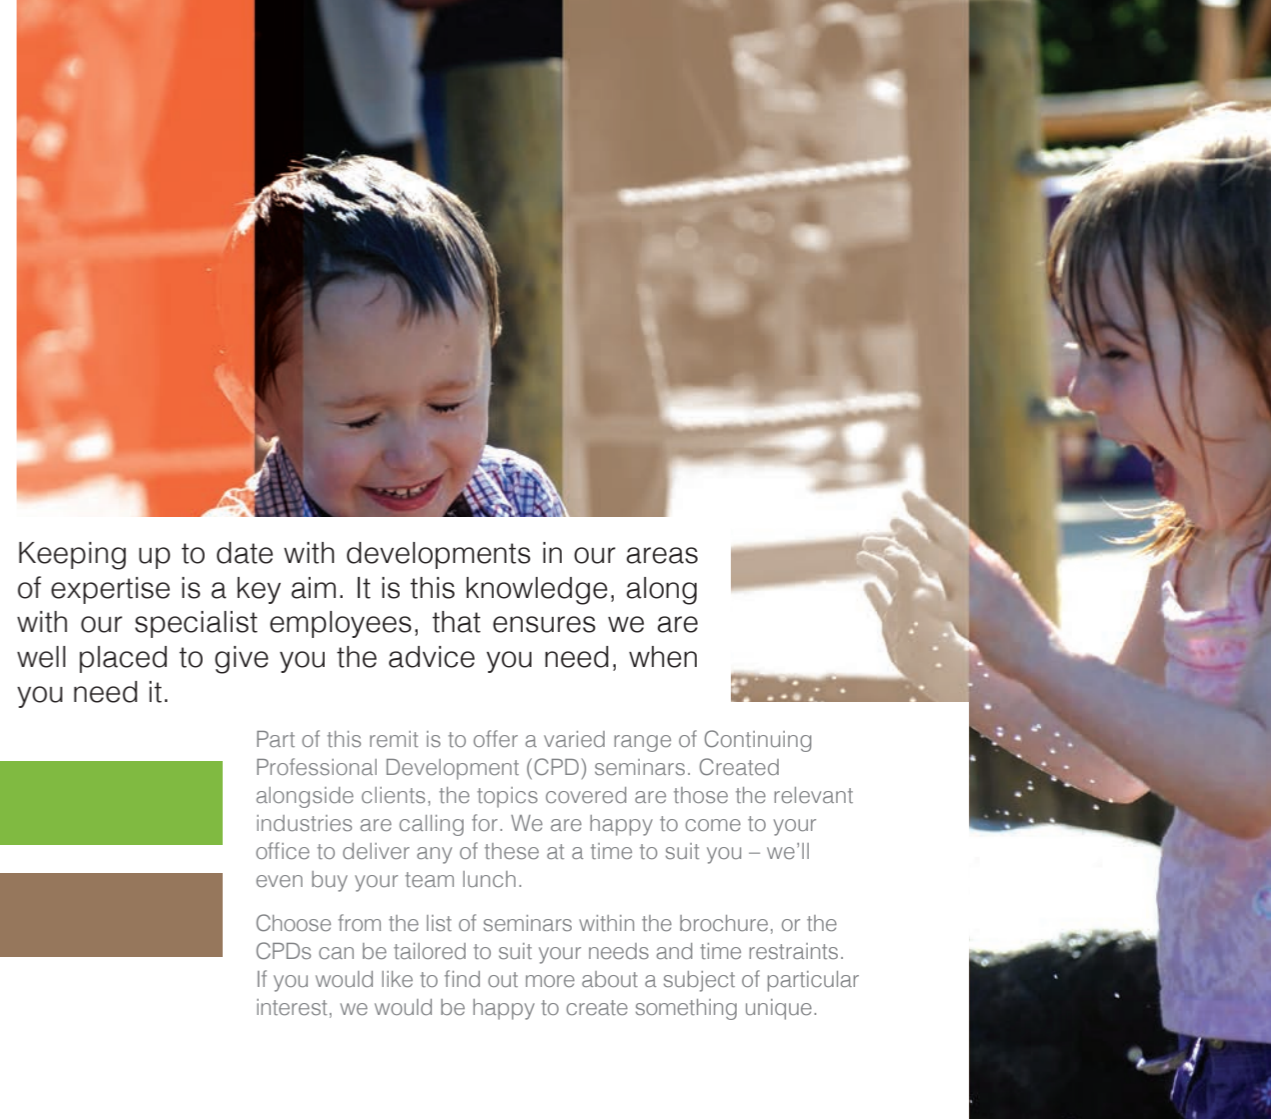 Keeping up to date with developments in our areas
of expertise is a key aim. It is this knowledge, along
with our specialist employees, that ensures we are
well placed to give you the advice you need, when
you need it.
Part of this remit is to offer a varied range of Continuing
Professional Development (CPD) seminars. Created
alongside clients, the topics covered are those the relevant
industries are calling for. We are happy to come to your
office to deliver any of these at a time to suit you – we’ll
even buy your team lunch.
Choose from the list of seminars within the brochure, or the
CPDs can be tailored to suit your needs and time restraints.
If you would like to find out more about a subject of particular
interest, we would be happy to create something unique.